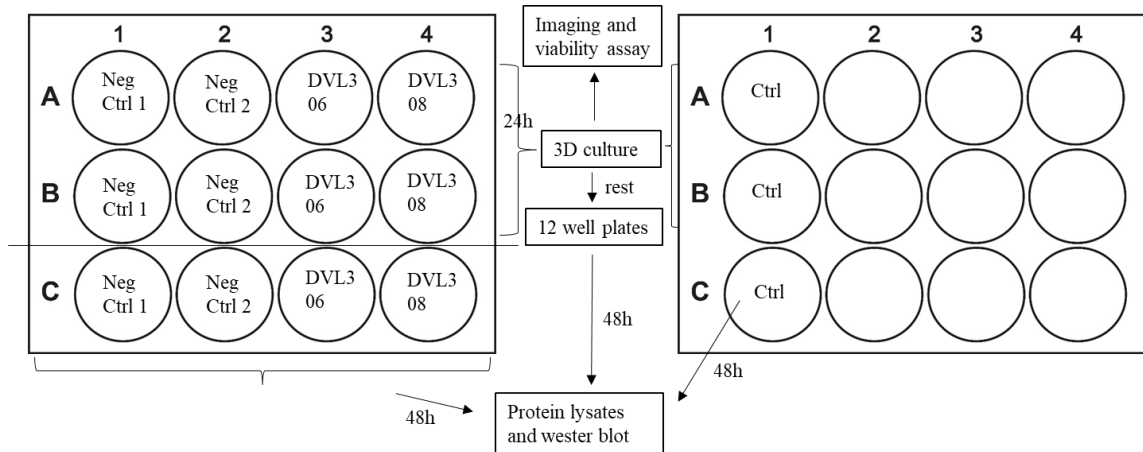 1 2 3 4
A
Neg
Ctrl 1
Neg
Ctrl 2
DVL3
06
DVL3
08
B
Neg
Ctrl 1
Neg
Ctrl 2
DVL3
06
DVL3
08
C
Neg
Ctrl 1
Neg
Ctrl 2
DVL3
06
DVL3
08
Imaging and
viability assay
24h
3D culture
rest
12 well plates
48h
48h
48h
Protein lysates
and wester blot
1 2 3 4
A
Ctrl
B
Ctrl
C
Ctrl